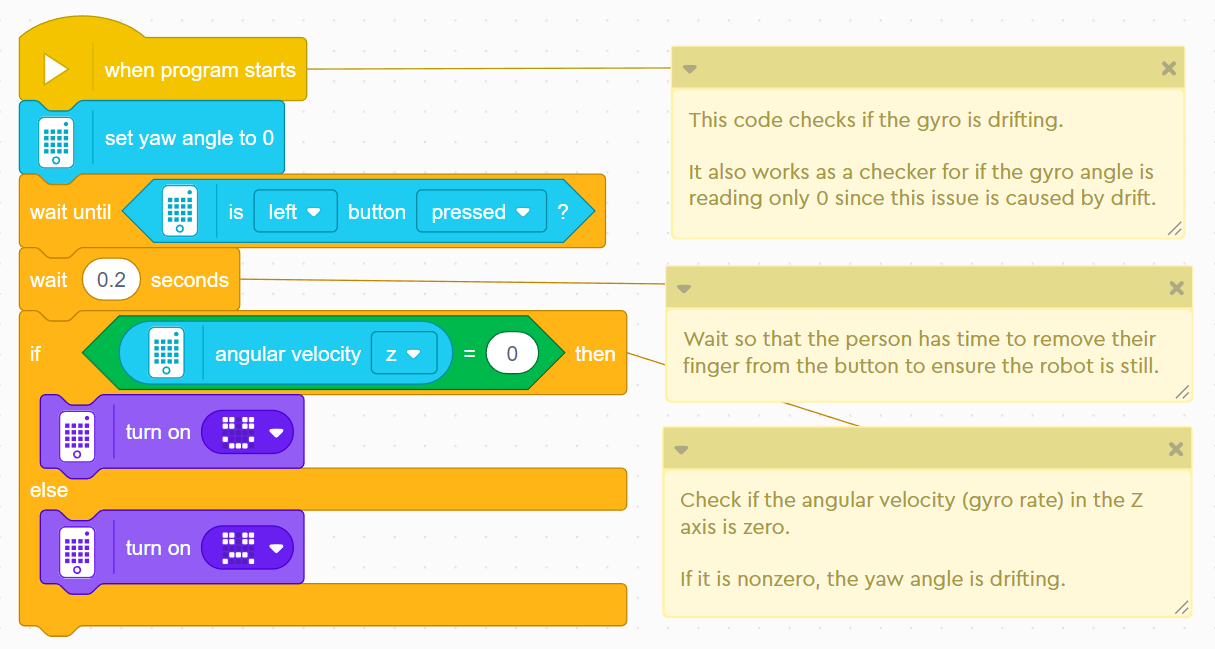 when program starts
set yaw angle to 0
wait until is left button pressed ?
wait 0.2 seconds
if angular velocity z = 0 then
turn on
else
turn on
This code checks if the gyro is drifting.
It also works as a checker for if the gyro angle is
reading only 0 since this issue is caused by drift.
Wait so that the person has time to remove their
finger from the button to ensure the robot is still.
Check if the angular velocity (gyro rate) in the Z
axis is zero.
If it is nonzero, the yaw angle is drifting.